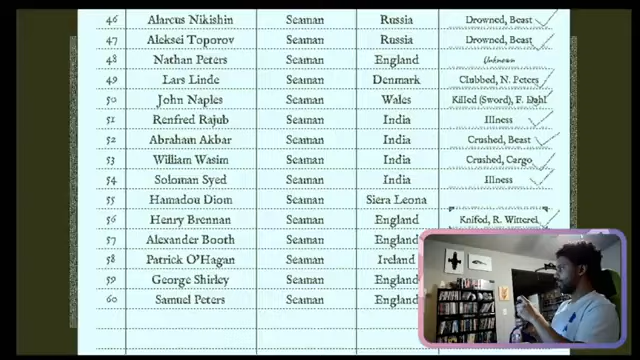 46 Alarcus Nikishin Seaman Russia Drowned, Beast
47 Aleksei Toporov Seaman Russia Drowned, Beast
48 Nathan Peters Seaman England Unknown
49 Lars Linde Seaman Denmark Clubbed, N. Peters
50 John Naples Seaman Wales Killed (Sword), F. Dahl
51 Renfred Rajub Seaman India Illness
52 Abraham Akbar Seaman India Crushed, Beast
53 William Wasim Seaman India Crushed, Cargo
54 Soloman Syed Seaman India Illness
55 Hamadou Diom Seaman Siera Leona
56 Henry Brennan Seaman England Knifed, R. Witterel
57 Alexander Booth Seaman England
58 Patrick O'Hagan Seaman Ireland
59 George Shirley Seaman England
60 Samuel Peters Seaman England